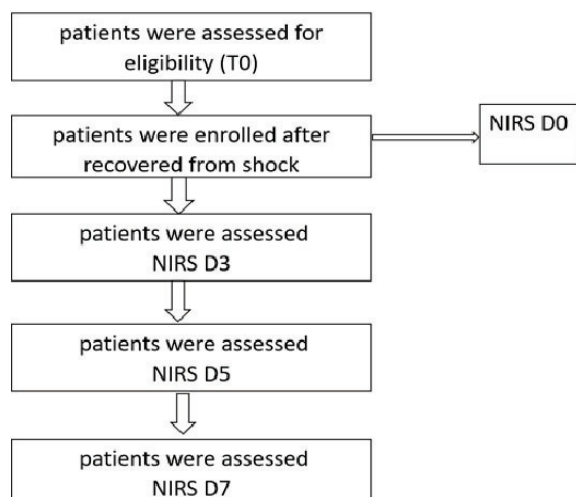 patients were assessed for
eligibility (T0)
patients were enrolled after
recovered from shock
NIRS D0
patients were assessed
NIRS D3
patients were assessed
NIRS D5
patients were assessed
NIRS D7